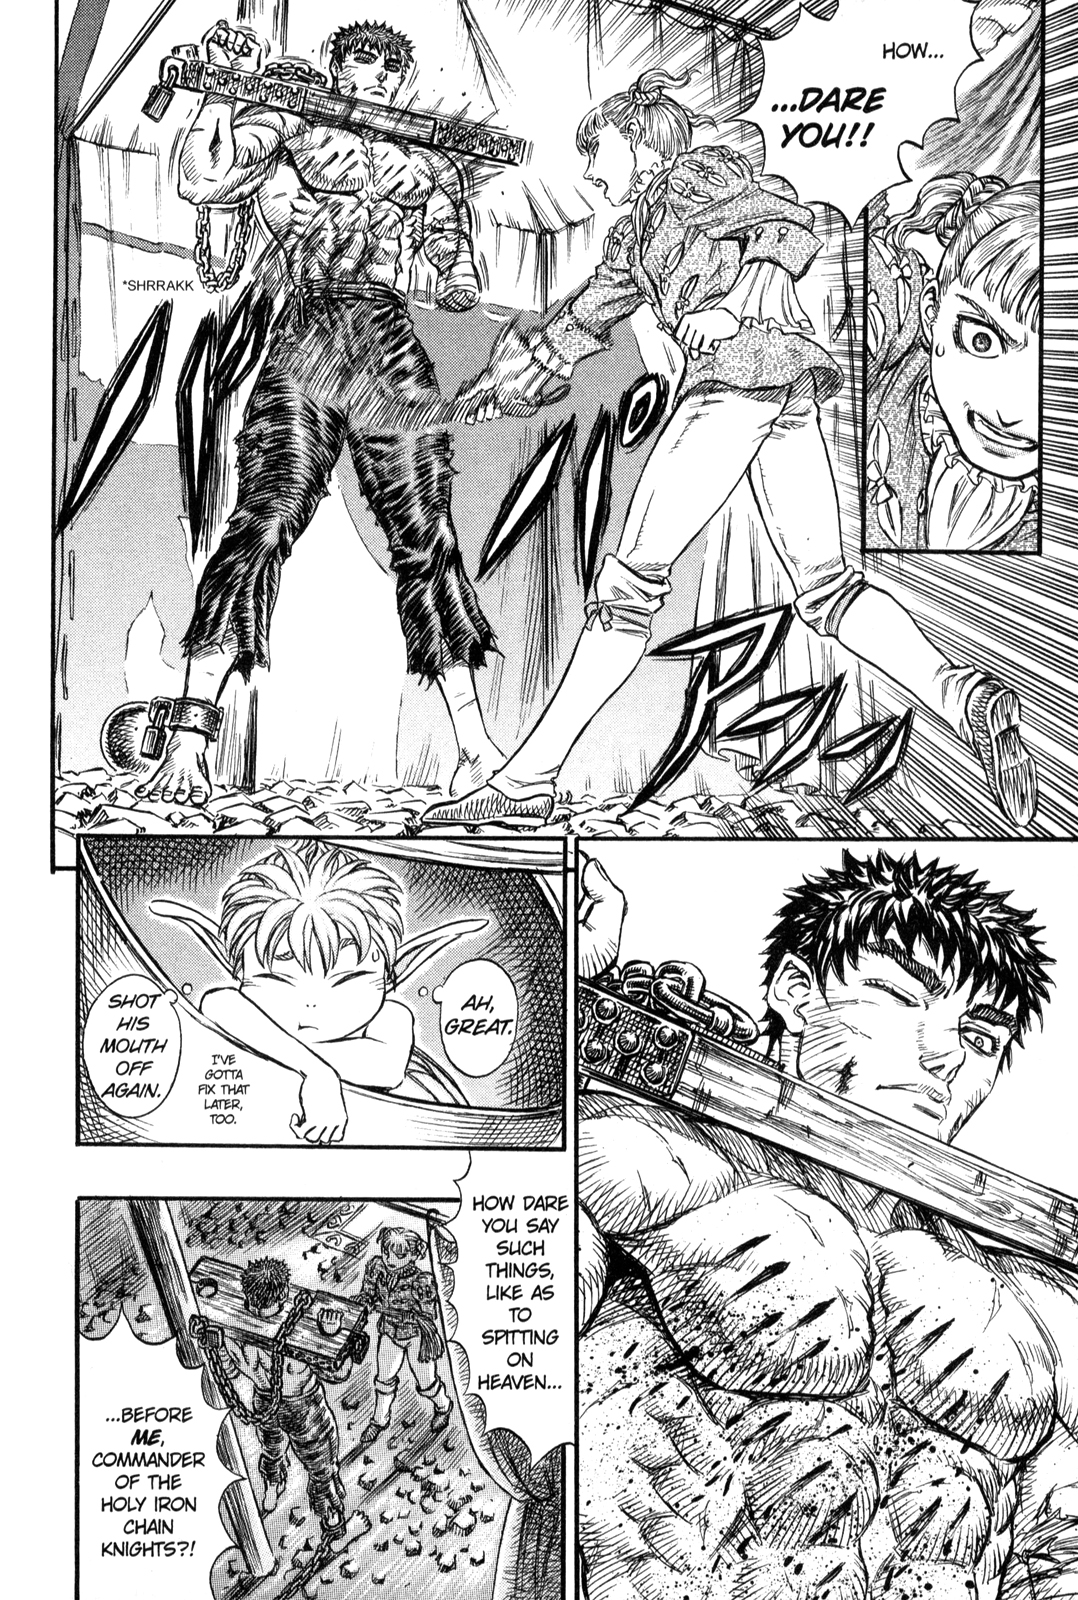 HOW...
...DARE
YOU!!
*SHRRAKK
AH,
GREAT.
SHOT
HIS
MOUTH
OFF
AGAIN.
I'VE
GOTTA
FIX THAT
LATER,
TOO.
HOW DARE
YOU SAY
SUCH
THINGS,
LIKE AS
TO
SPITTING
ON
HEAVEN...
...BEFORE
ME,
COMMANDER
OF THE
HOLY IRON
CHAIN
KNIGHTS?!